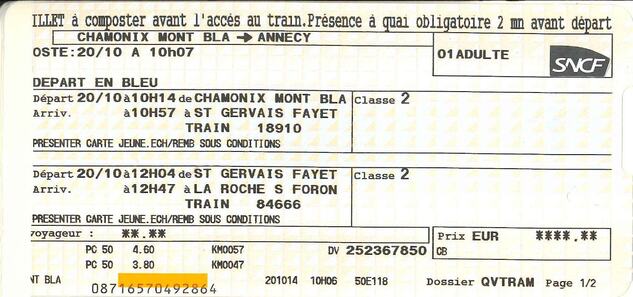 ILLET à composter avant l'accès au train.Présence à quai obligatoire 2 mn avant départ
CHAMONIX MONT BLA → ANNECY
OSTE:20/10 A 10h07
01ADULTE
SNCF
DEPART EN BLEU
Départ 20/10 à 10H14 de CHAMONIX MONT BLA Classe 2
Arriv. à 10H57 à ST GERVAIS FAYET
TRAIN 18910
PRESENTER CARTE JEUNE.ECH/REMB SOUS CONDITIONS
Départ 20/10 à 12H04 de ST GERVAIS FAYET Classe 2
Arriv. à 12H47 à LA ROCHE S FORON
TRAIN 84666
PRESENTER CARTE JEUNE.ECH/REMB SOUS CONDITIONS
voyageur : **.** Prix EUR ****.**
PC 50 4.60 KM0057 DV 252367850 CB
PC 50 3.80 KM0047
NT BLA 201014 10H06 50E118 Dossier QVTRAM Page 1/2
08716570492864